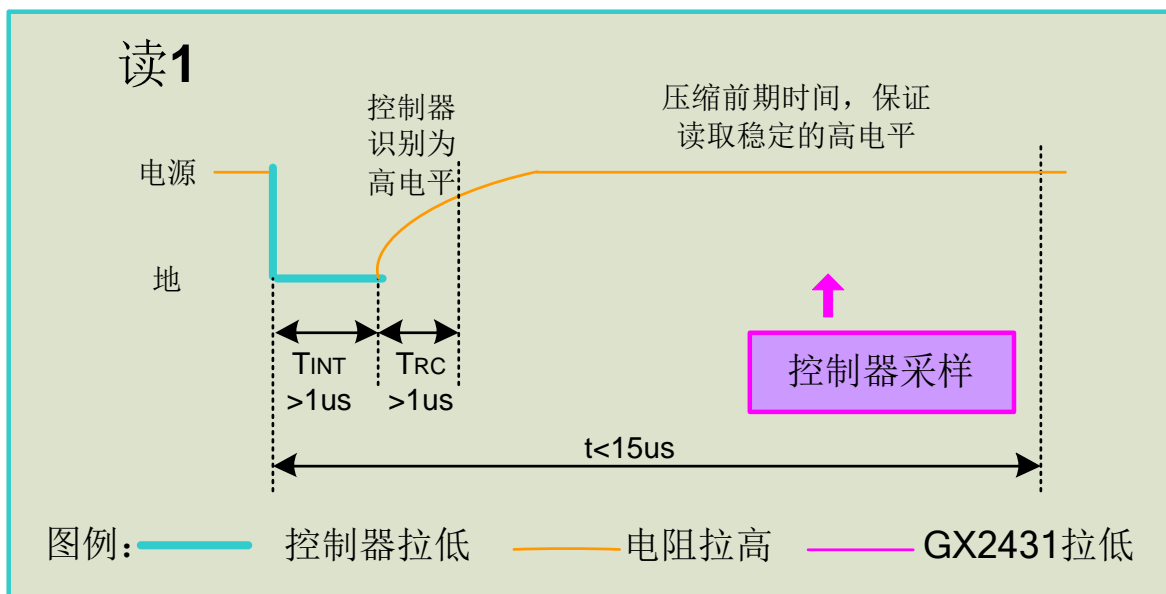 读1
控制器
识别为
高电平
压缩前期时间，保证
读取稳定的高电平
电源
地
TINT
>1us
TRC
>1us
控制器采样
t<15us
图例：控制器拉低 电阻拉高 GX2431拉低